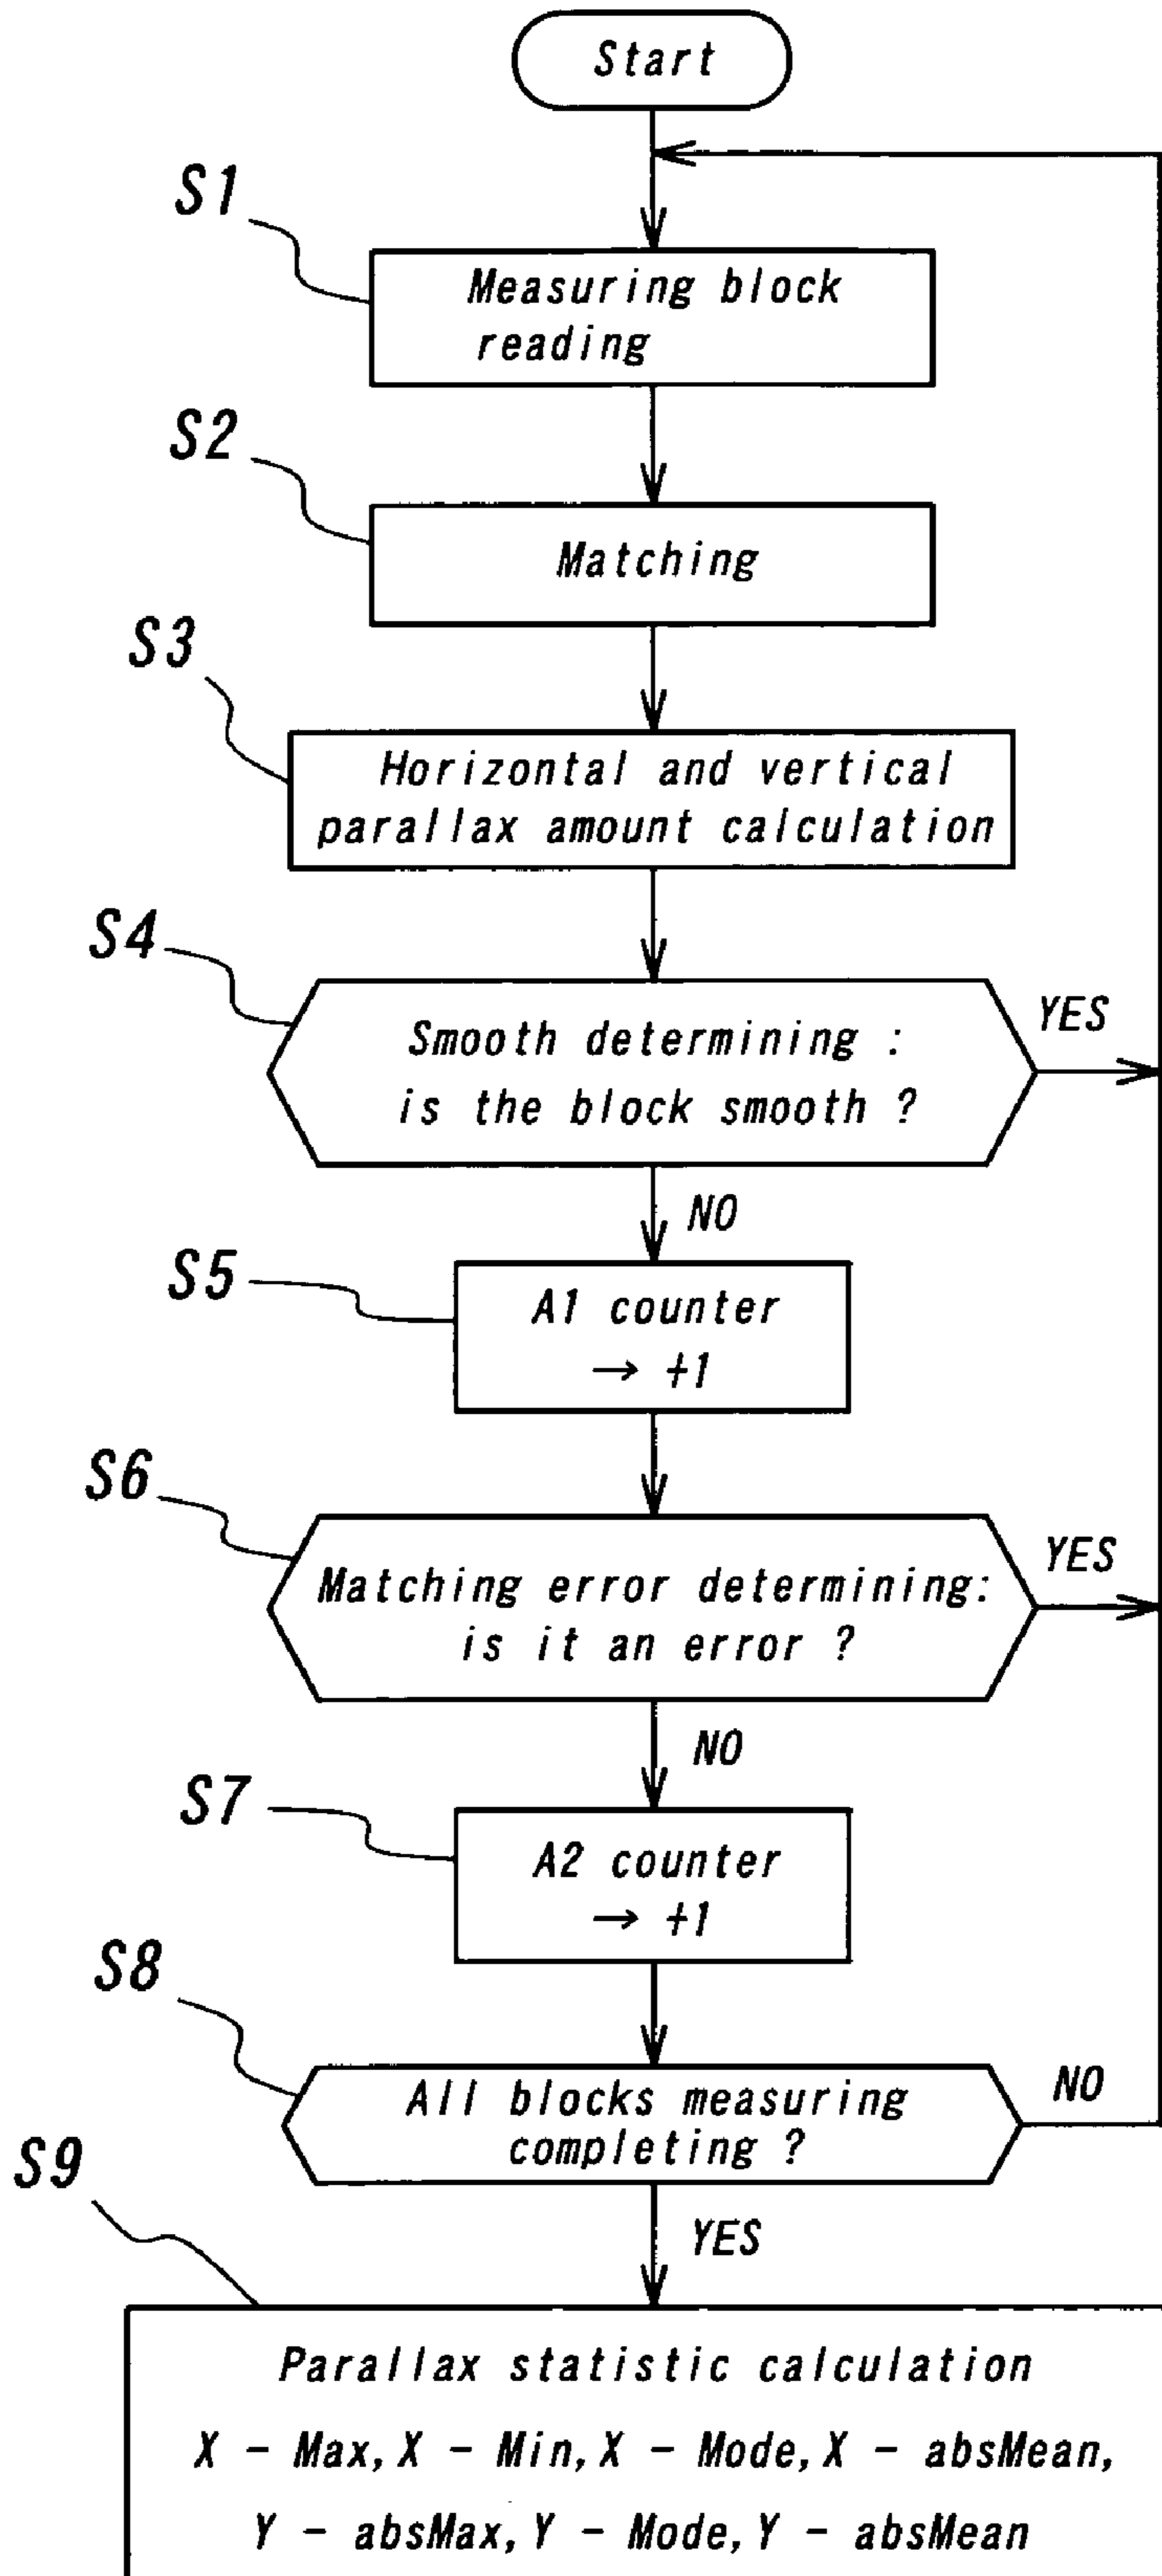 Start
S1
Measuring block
reading
S2
Matching
S3
Horizontal and vertical
parallax amount calculation
S4
Smooth determining :
is the block smooth ?
YES
NO
S5
A1 counter
→ +1
S6
Matching error determining:
is it an error ?
YES
NO
S7
A2 counter
→ +1
S8
All blocks measuring
completing ?
NO
YES
S9
Parallax statistic calculation
X - Max, X - Min, X - Mode, X - absMean,
Y - absMax, Y - Mode, Y - absMean